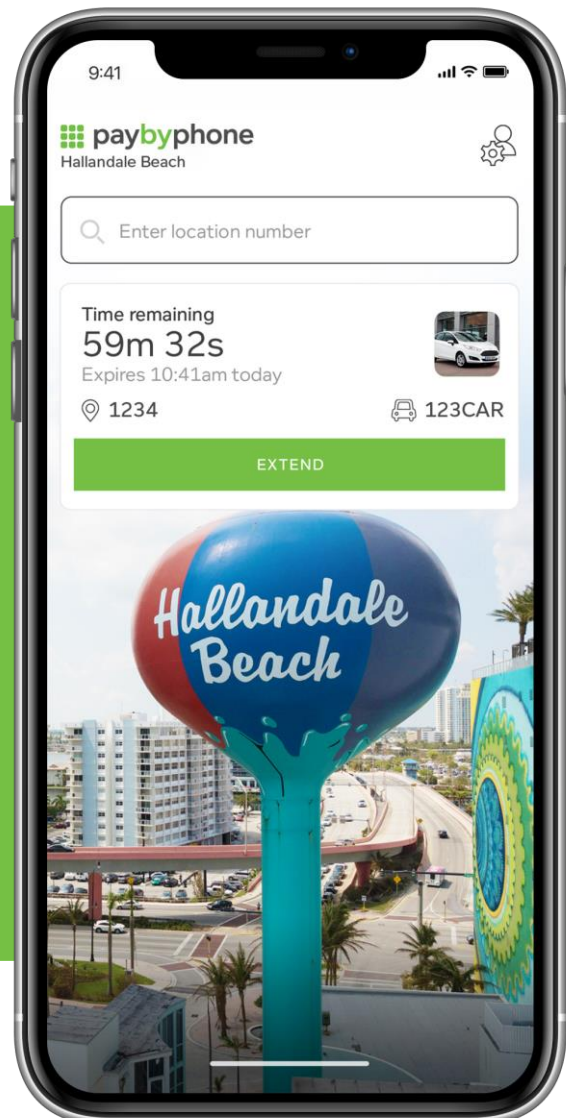 9:41
paybyphone
Hallandale Beach
Enter location number
Time remaining
59m 32s
Expires 10:41am today
1234
123CAR
EXTEND
Hallandale
Beach